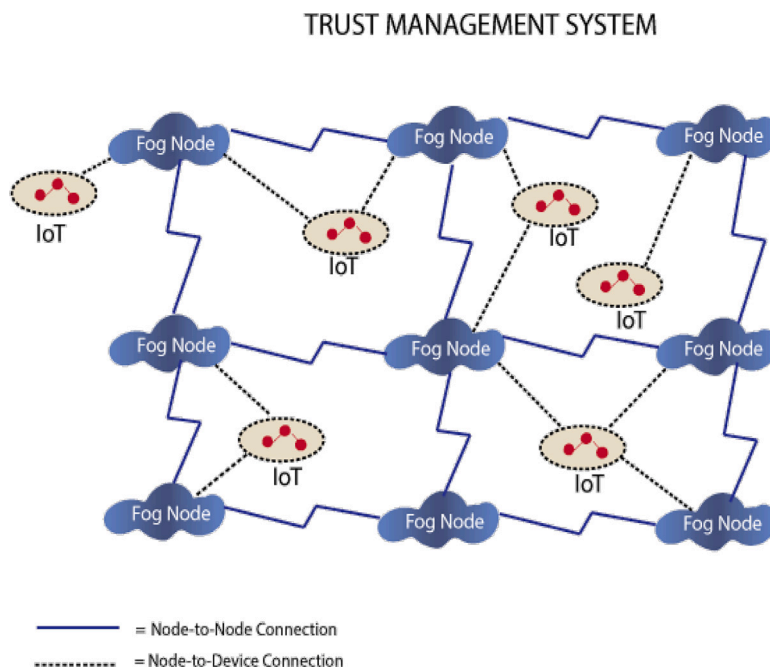 TRUST MANAGEMENT SYSTEM
Fog Node
Fog Node
Fog Node
IoT
IoT
IoT
IoT
Fog Node
Fog Node
Fog Node
IoT
IoT
Fog Node
Fog Node
Fog Node
= Node-to-Node Connection
= Node-to-Device Connection